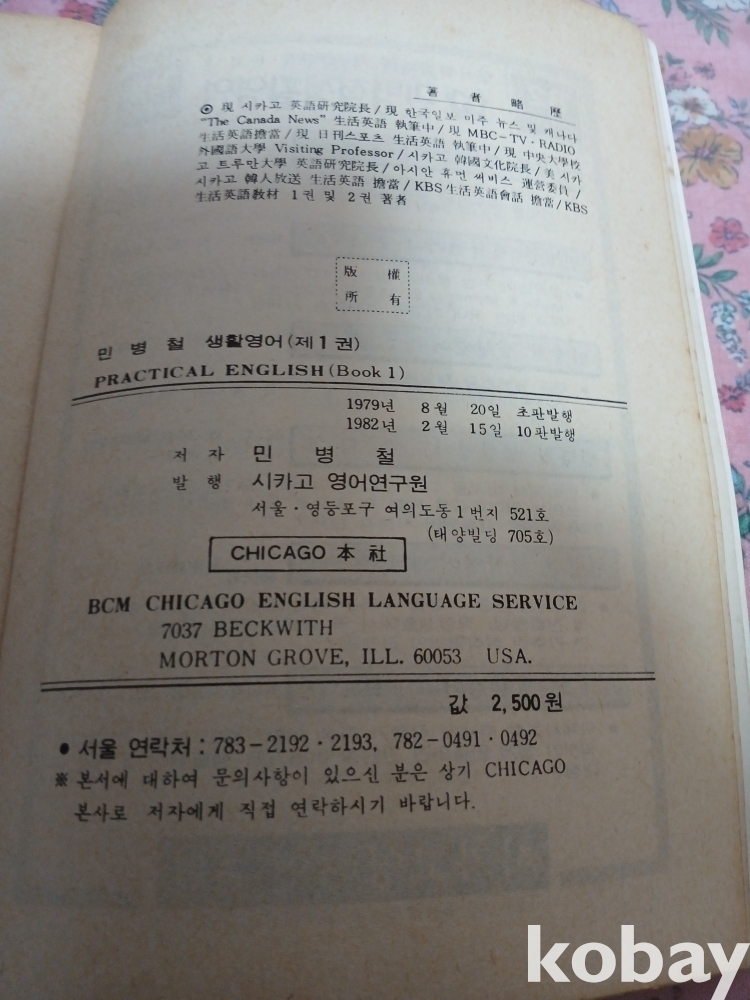 著 者 略 歷
◉ 現 시카고 英語研究院長/現 한국일보 미주 뉴스 및 캐나다
"The Canada News" 生活英語 執筆中/現 MBC-TV·RADIO
生活英語擔當/現 日刊스포츠 生活英語 執筆中/現 中央大學校
外國語大學 Visiting Professor/시카고 韓國文化院長/美 시카
고 트루만大學 英語研究院長/아시안 휴먼 써비스 運營委員/
시카고 韓人放送 生活英語 擔當/KBS 生活英語會話 擔當/KBS
生活英語教材 1권 및 2권 著者
版 權
所 有
민 병 철 생활영어(제1권)
PRACTICAL ENGLISH(Book 1)
1979년 8월 20일 초판발행
1982년 2월 15일 10판발행
저 자 민 병 철
발 행 시카고 영어연구원
서울·영등포구 여의도동1번지 521호
(태양빌딩 705호)
CHICAGO 本社
BCM CHICAGO ENGLISH LANGUAGE SERVICE
7037 BECKWITH
MORTON GROVE, ILL. 60053 USA.
값 2,500원
● 서울 연락처 : 783-2192·2193, 782-0491·0492
※ 본서에 대하여 문의사항이 있으신 분은 상기 CHICAGO
본사로 저자에게 직접 연락하시기 바랍니다.
kobay